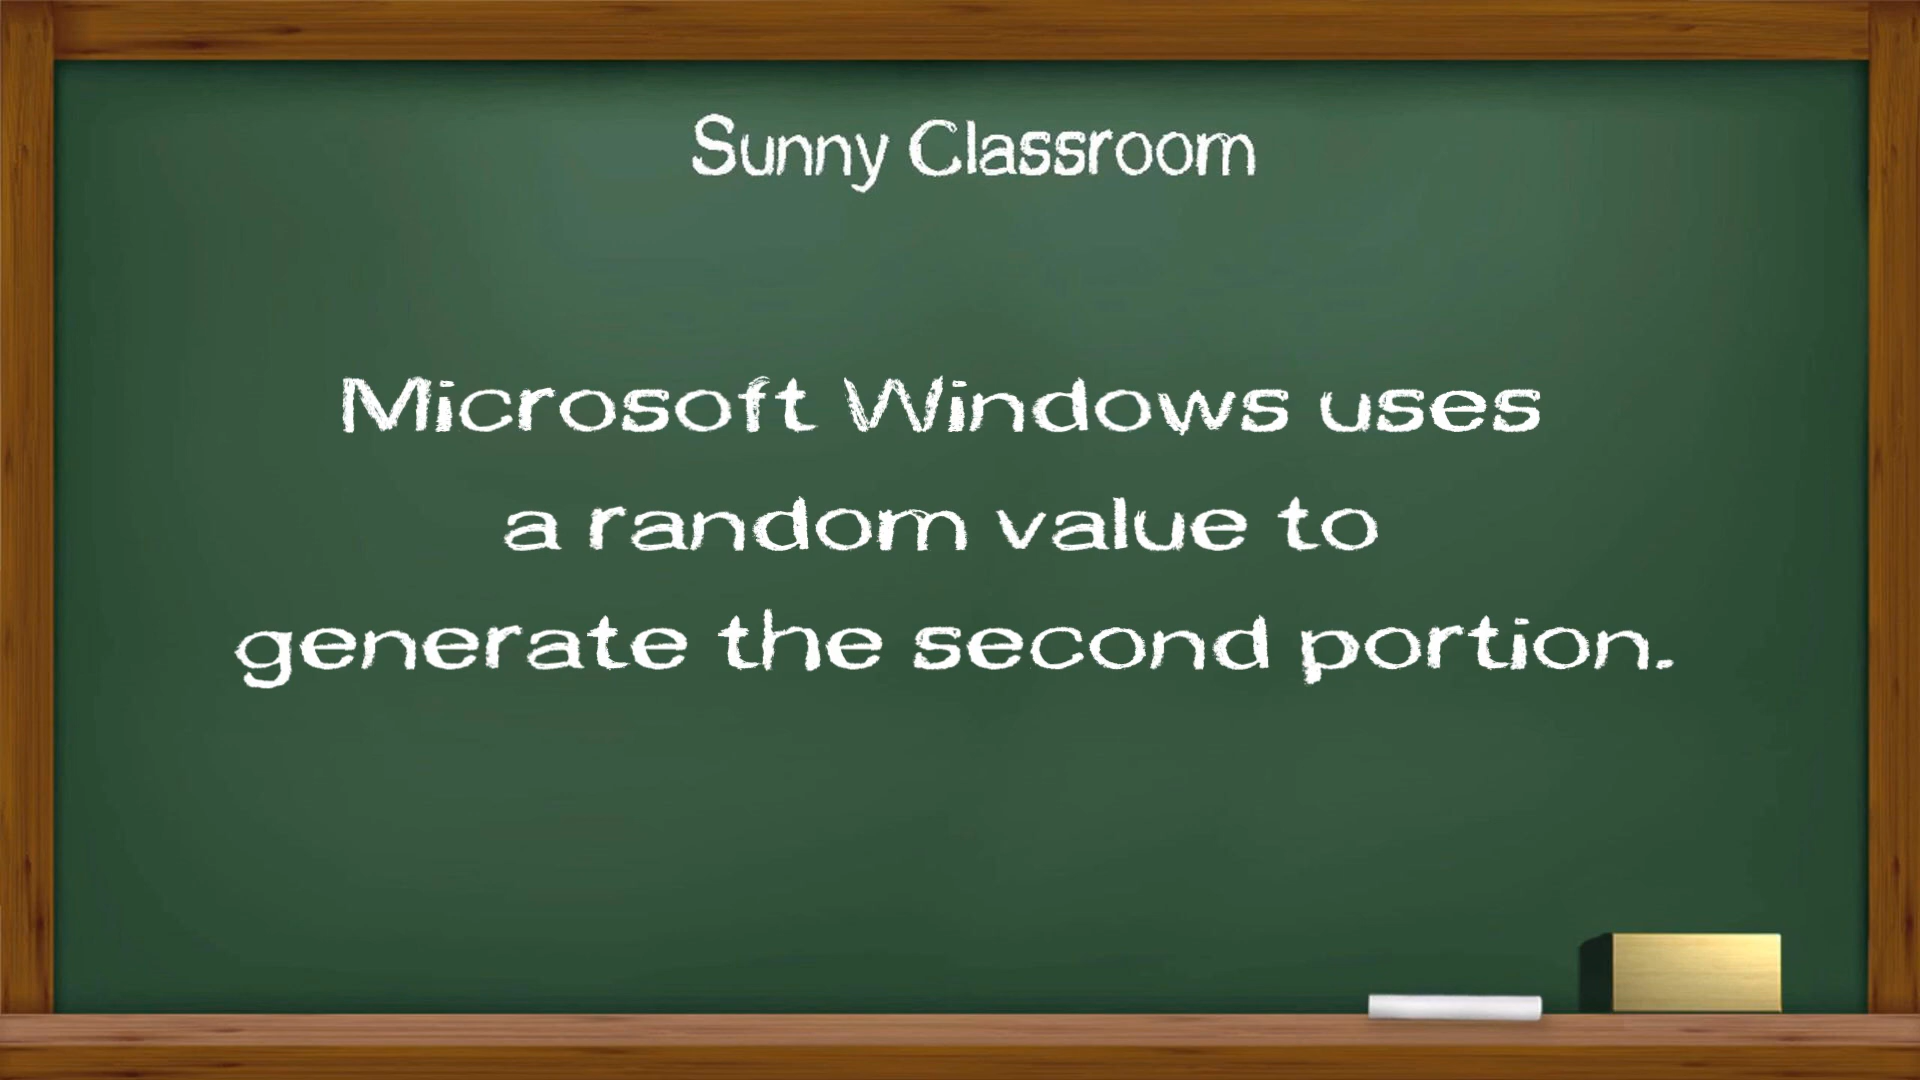 Sunny Classroom
Microsoft Windows uses
a random value to
generate the second portion.